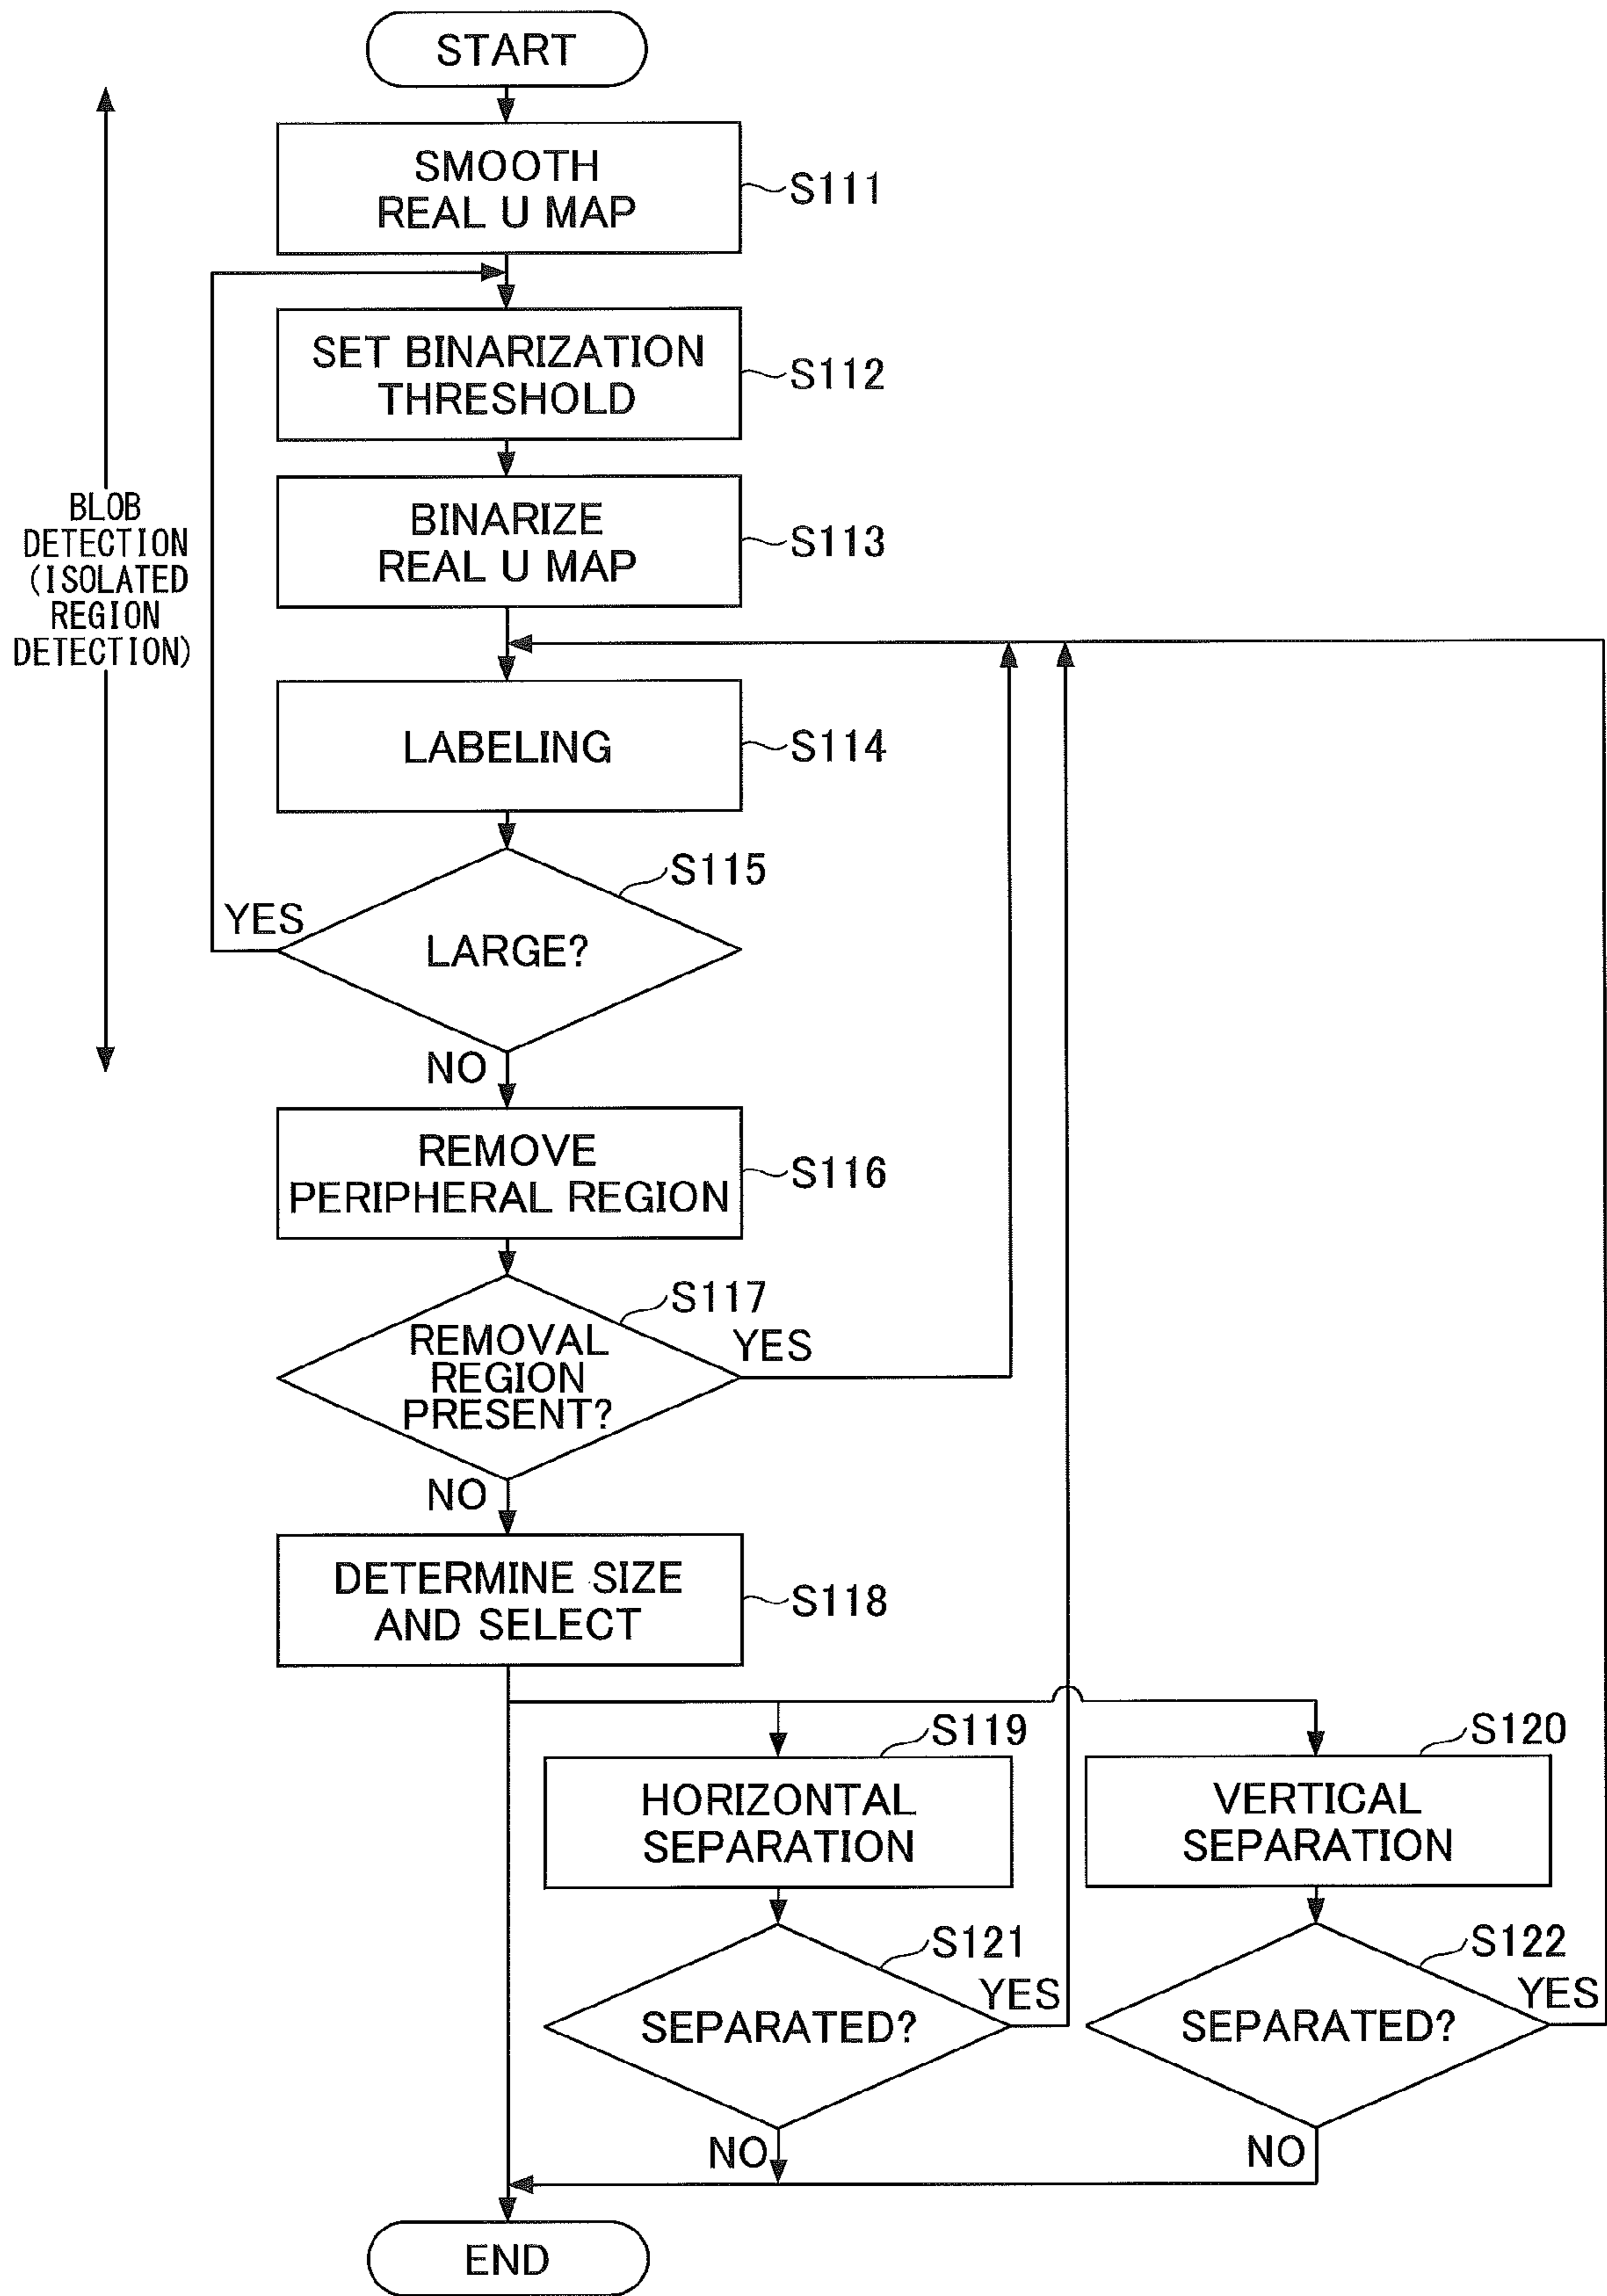 START
SMOOTH
REAL U MAP
S111
SET BINARIZATION
THRESHOLD
S112
BINARIZE
REAL U MAP
S113
BLOB
DETECTION
(ISOLATED
REGION
DETECTION)
LABELING
S114
S115
YES
LARGE?
NO
REMOVE
PERIPHERAL REGION
S116
S117
REMOVAL
REGION
PRESENT?
YES
NO
DETERMINE SIZE
AND SELECT
S118
S119
HORIZONTAL
SEPARATION
S120
VERTICAL
SEPARATION
S121
SEPARATED?
YES
NO
S122
SEPARATED?
YES
NO
END